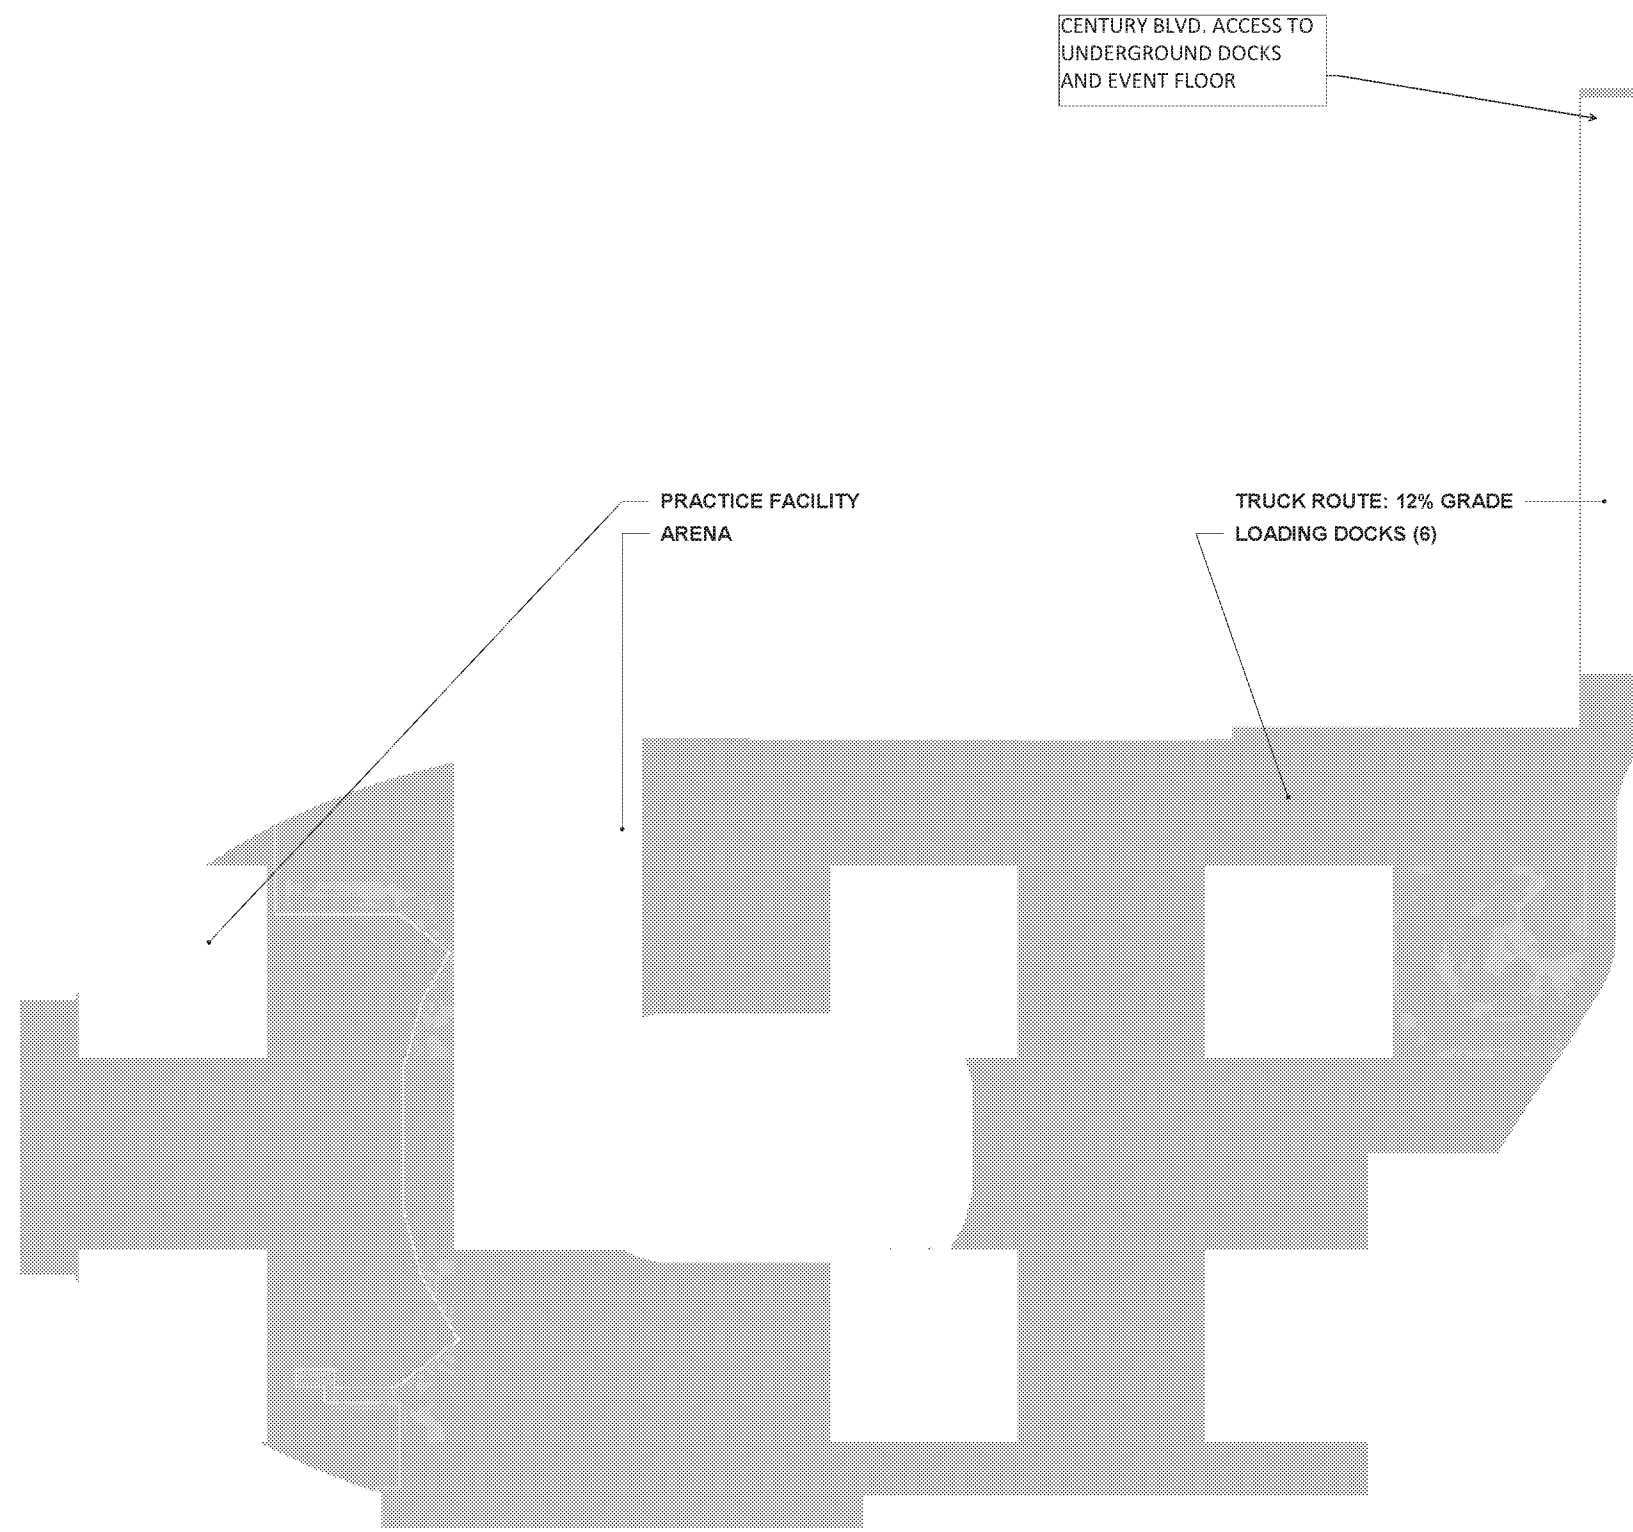 CENTURY BLVD. ACCESS TO
UNDERGROUND DOCKS
AND EVENT FLOOR
PRACTICE FACILITY
ARENA
TRUCK ROUTE: 12% GRADE
LOADING DOCKS (6)